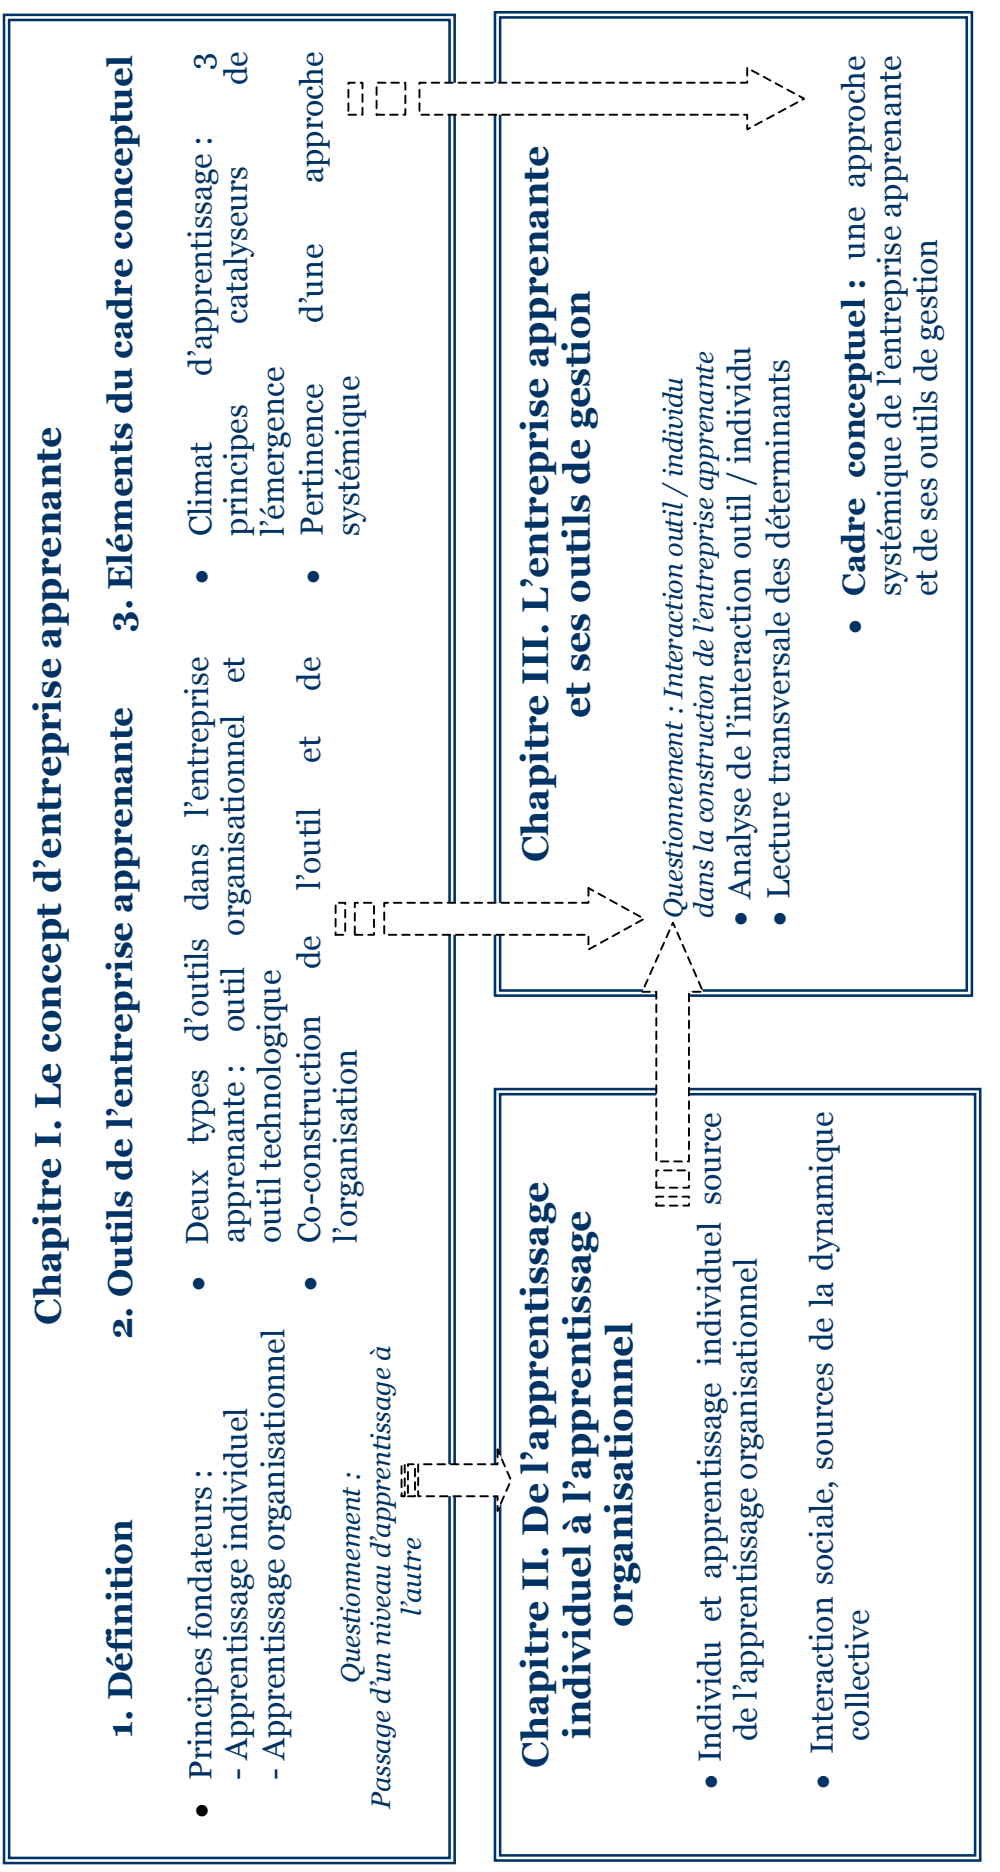 Chapitre I. Le concept d'entreprise apprenante
1. Définition
• Principes fondateurs :
- Apprentissage individuel
- Apprentissage organisationnel
Questionnement :
Passage d'un niveau d'apprentissage à
l'autre
2. Outils de l'entreprise apprenante
• Deux types d'outils dans l'entreprise
apprenante : outil organisationnel et
outil technologique
• Co-construction de l'outil et de
l'organisation
3. Eléments du cadre conceptuel
• Climat d'apprentissage : 3
principes catalyseurs de
l'émergence
• Pertinence d'une approche
systémique
Chapitre II. De l'apprentissage
individuel à l'apprentissage
organisationnel
• Individu et apprentissage individuel source
de l'apprentissage organisationnel
• Interaction sociale, sources de la dynamique
collective
Chapitre III. L'entreprise apprenante
et ses outils de gestion
Questionnement : Interaction outil / individu
dans la construction de l'entreprise apprenante
• Analyse de l'interaction outil / individu
• Lecture transversale des déterminants
• Cadre conceptuel : une approche
systémique de l'entreprise apprenante
et de ses outils de gestion